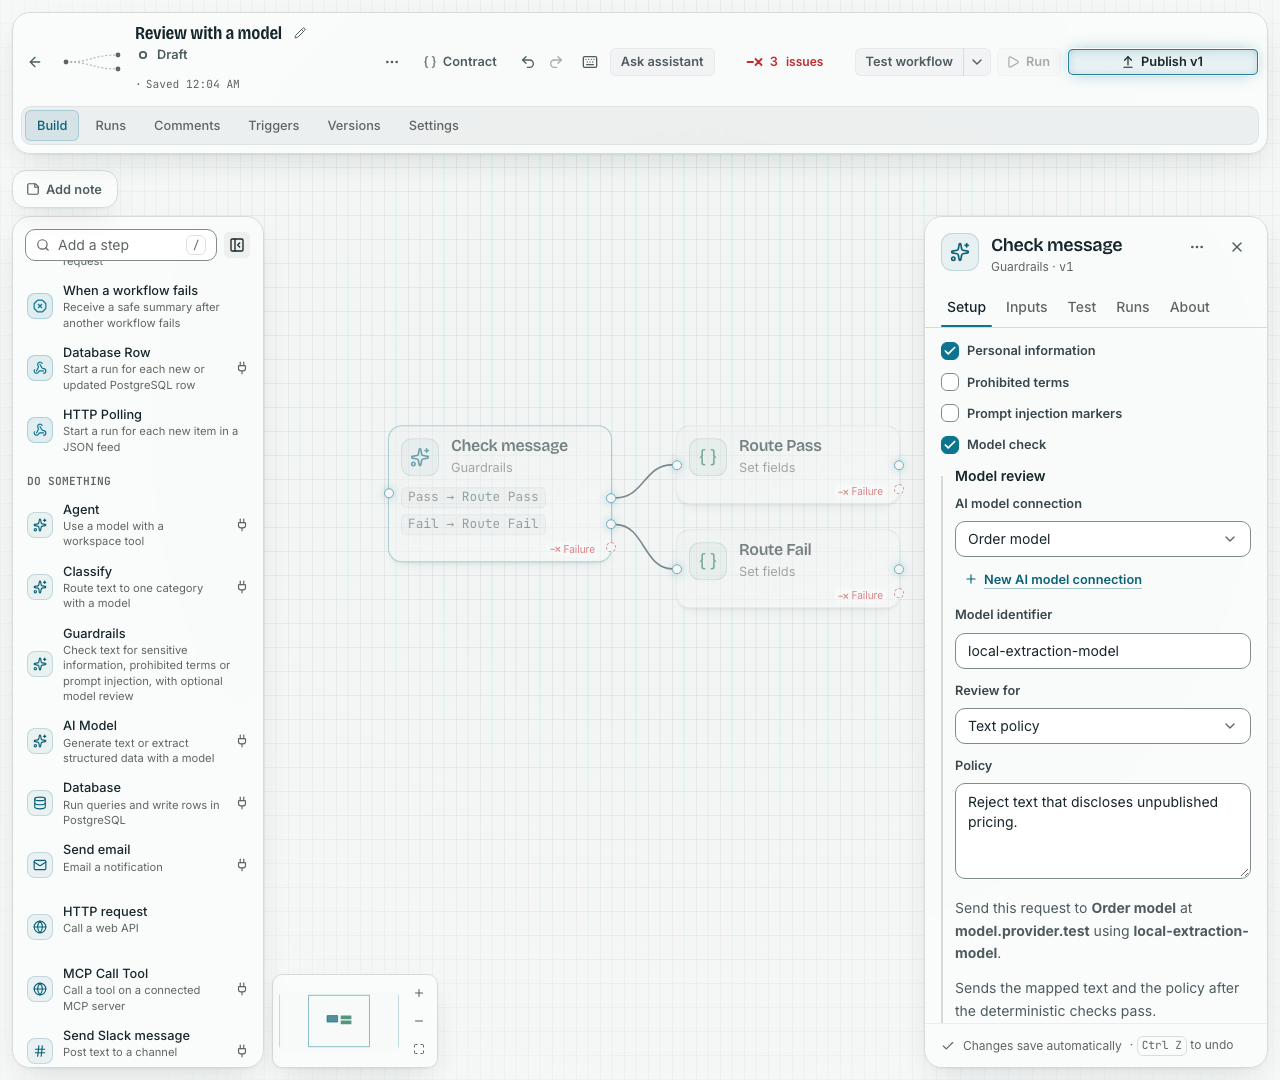 Review with a model
Draft
· Saved 12:04 AM
{ } Contract
Ask assistant
3 issues
Test workflow
Run
Publish v1
Build
Runs
Comments
Triggers
Versions
Settings
Add note
Add a step
/
request
When a workflow fails
Receive a safe summary after
another workflow fails
Database Row
Start a run for each new or
updated PostgreSQL row
HTTP Polling
Start a run for each new item in a
JSON feed
DO SOMETHING
Agent
Use a model with a
workspace tool
Classify
Route text to one category
with a model
Guardrails
Check text for sensitive
information, prohibited terms or
prompt injection, with optional
model review
AI Model
Generate text or extract
structured data with a model
Database
Run queries and write rows in
PostgreSQL
Send email
Email a notification
HTTP request
Call a web API
MCP Call Tool
Call a tool on a connected
MCP server
Send Slack message
Post text to a channel
Check message
Guardrails
Pass → Route Pass
Fail → Route Fail
Failure
Route Pass
Set fields
Failure
Route Fail
Set fields
Failure
Check message
Guardrails · v1
Setup
Inputs
Test
Runs
About
Personal information
Prohibited terms
Prompt injection markers
Model check
Model review
AI model connection
Order model
+ New AI model connection
Model identifier
local-extraction-model
Review for
Text policy
Policy
Reject text that discloses unpublished
pricing.
Send this request to Order model at
model.provider.test using local-extraction-
model.
Sends the mapped text and the policy after
the deterministic checks pass.
Changes save automatically · Ctrl Z to undo